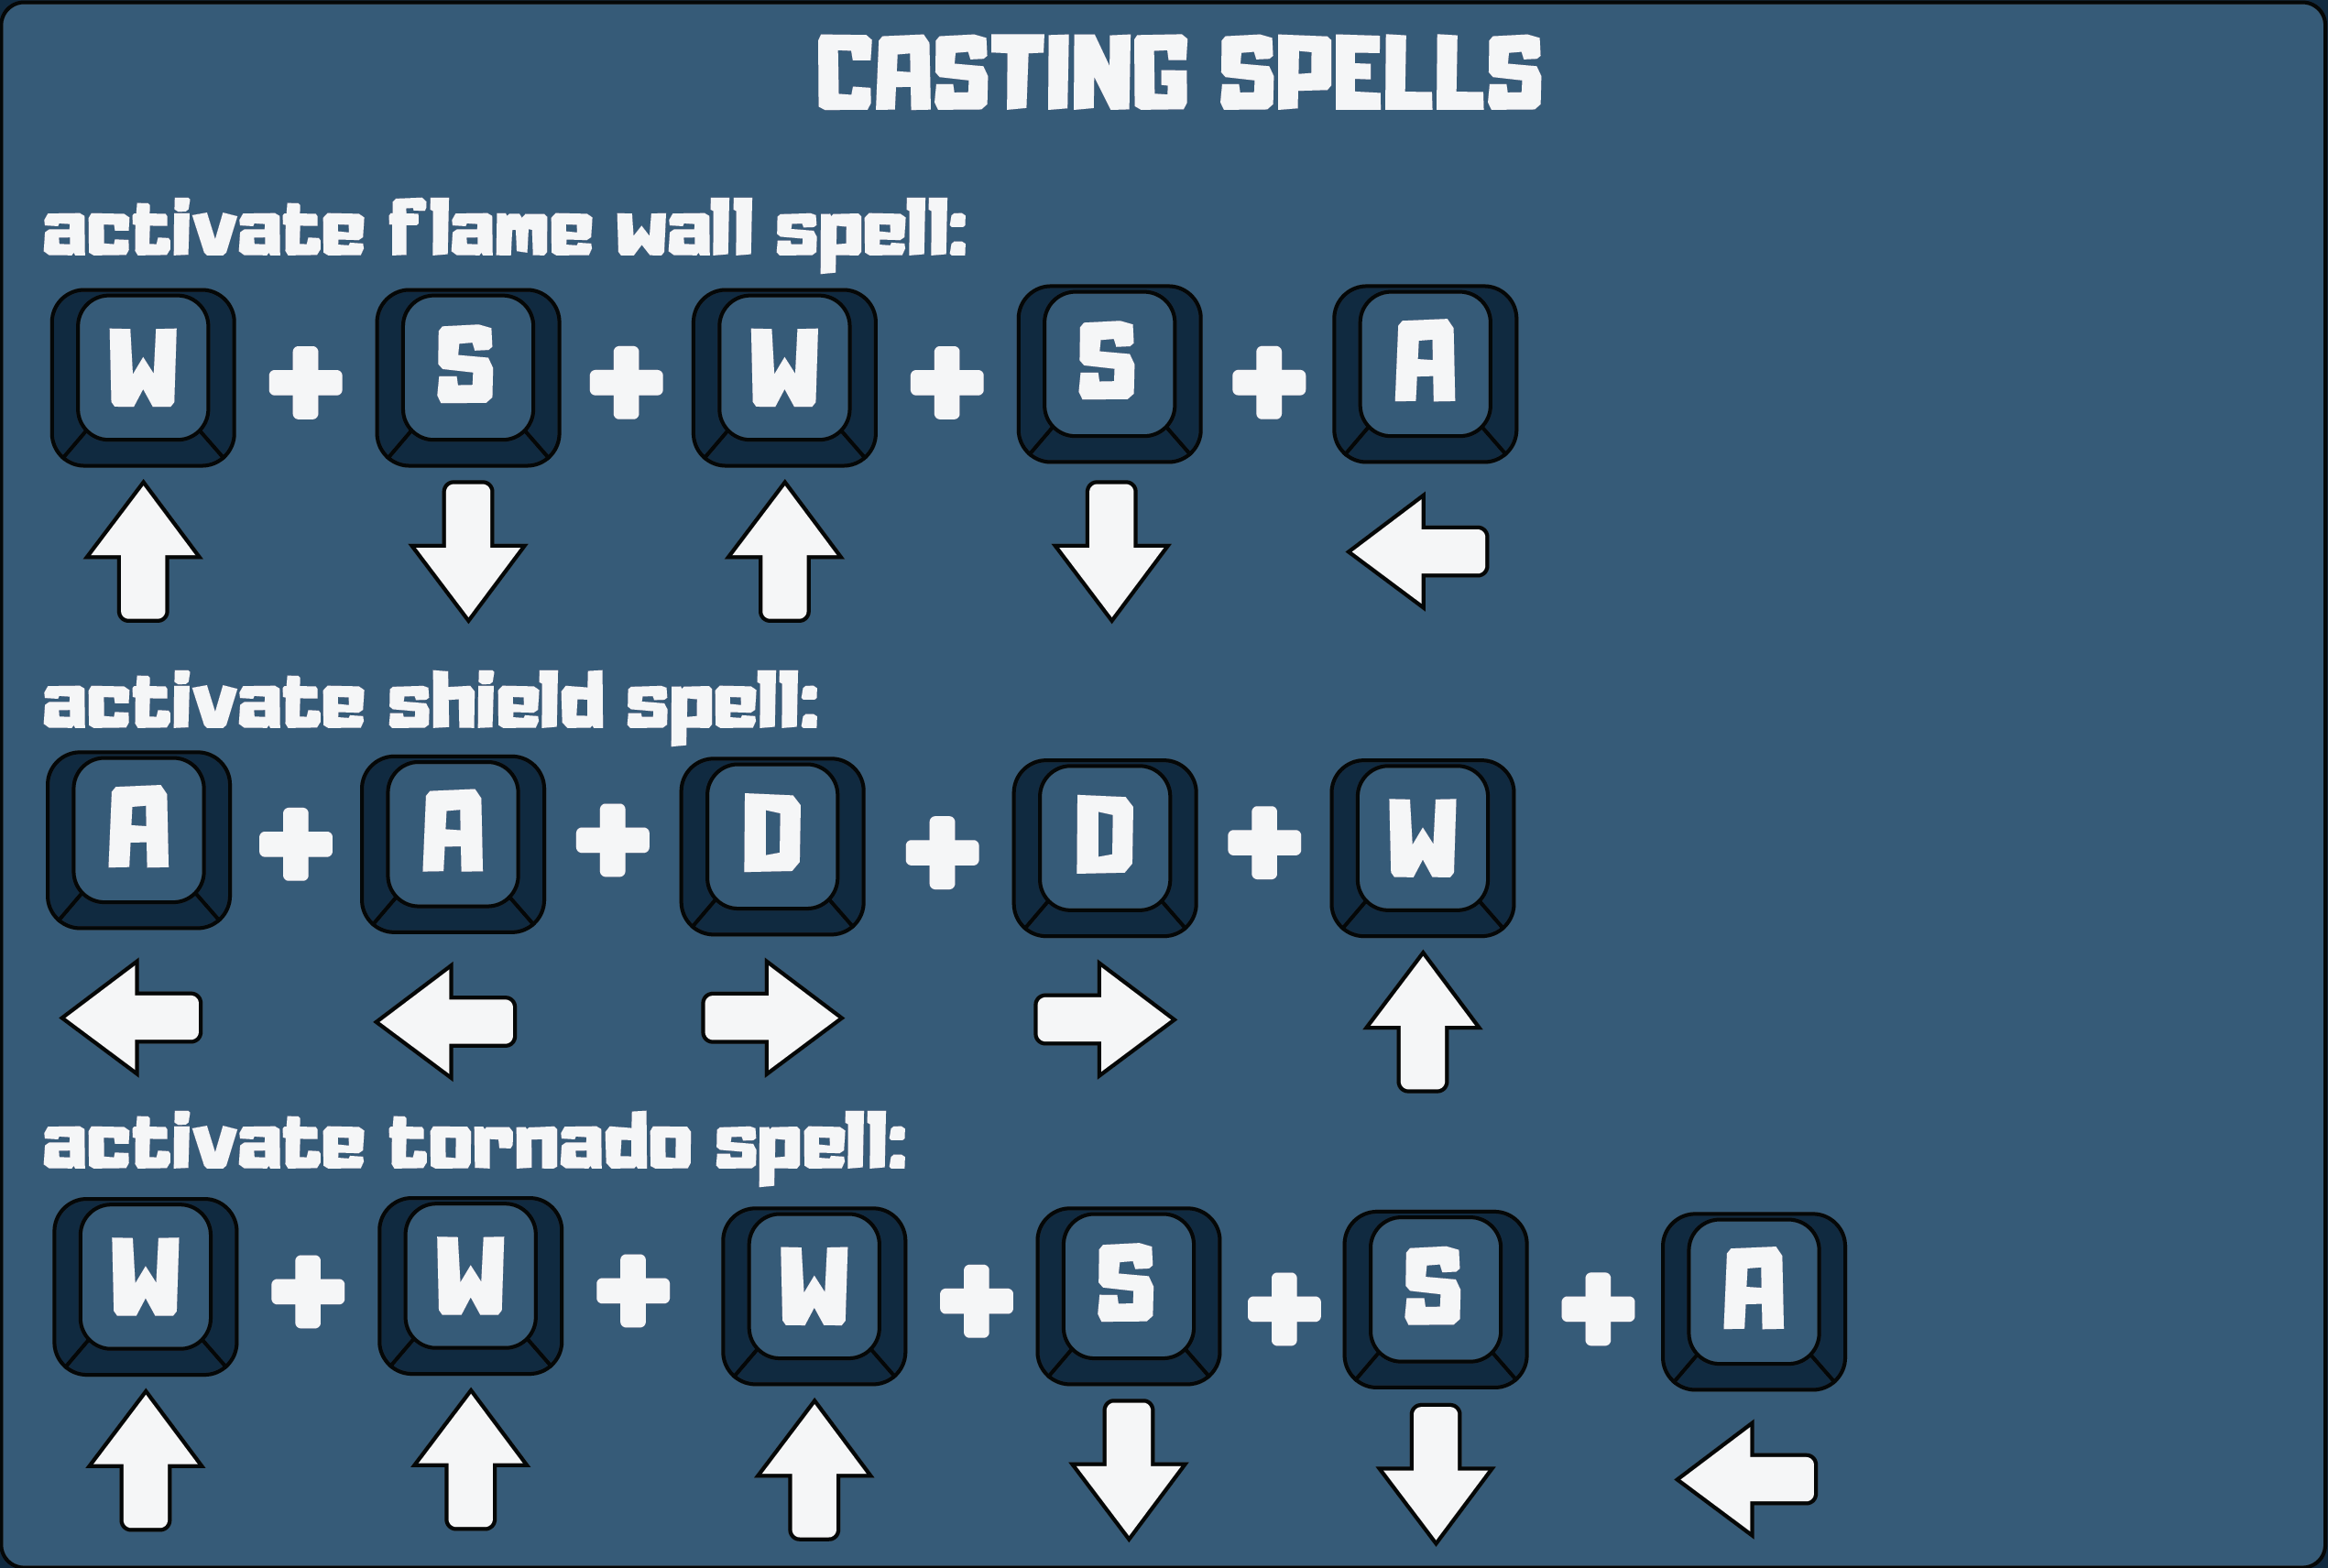 CASTING SPELLS
activate flame wall spell:
W + S + W + S + A
activate shield spell:
A + A + D + D + W
activate tornado spell:
W + W + W + S + S + A